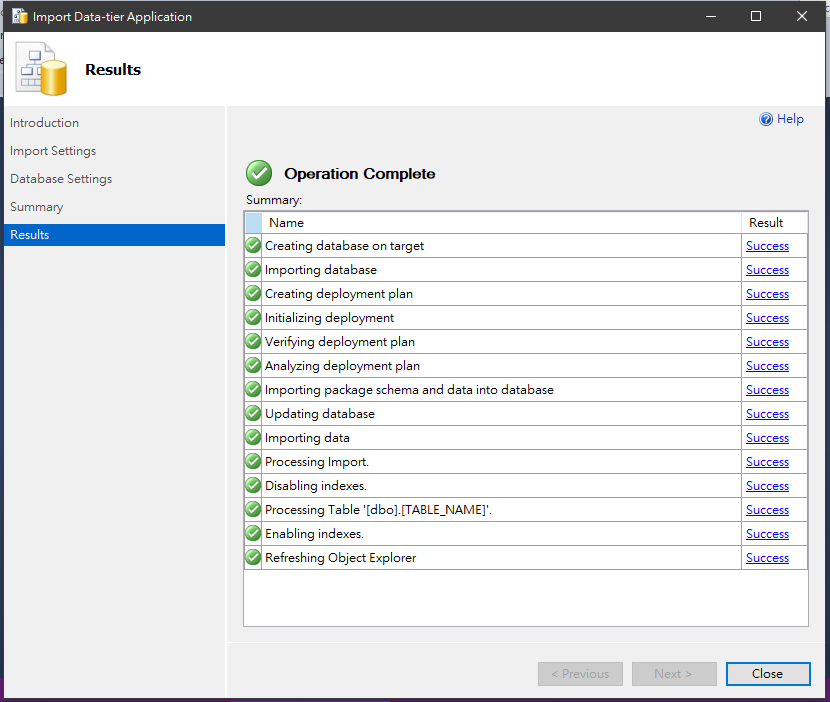 Import Data-tier Application
Results
Introduction
Import Settings
Database Settings
Summary
Results
Help
Operation Complete
Summary:
Name Result
Creating database on target Success
Importing database Success
Creating deployment plan Success
Initializing deployment Success
Verifying deployment plan Success
Analyzing deployment plan Success
Importing package schema and data into database Success
Updating database Success
Importing data Success
Processing Import. Success
Disabling indexes. Success
Processing Table '[dbo].[TABLE_NAME]'. Success
Enabling indexes. Success
Refreshing Object Explorer Success
< Previous Next > Close